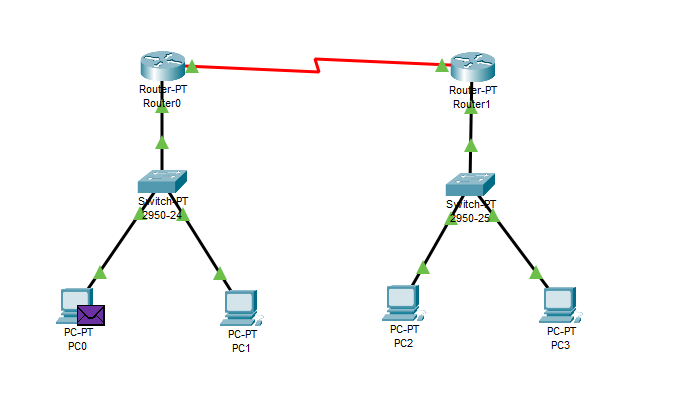 Router-PT
Router0
Router-PT
Router1
Switch-PT
2950-24
Switch-PT
2950-25
PC-PT
PC0
PC-PT
PC1
PC-PT
PC2
PC-PT
PC3